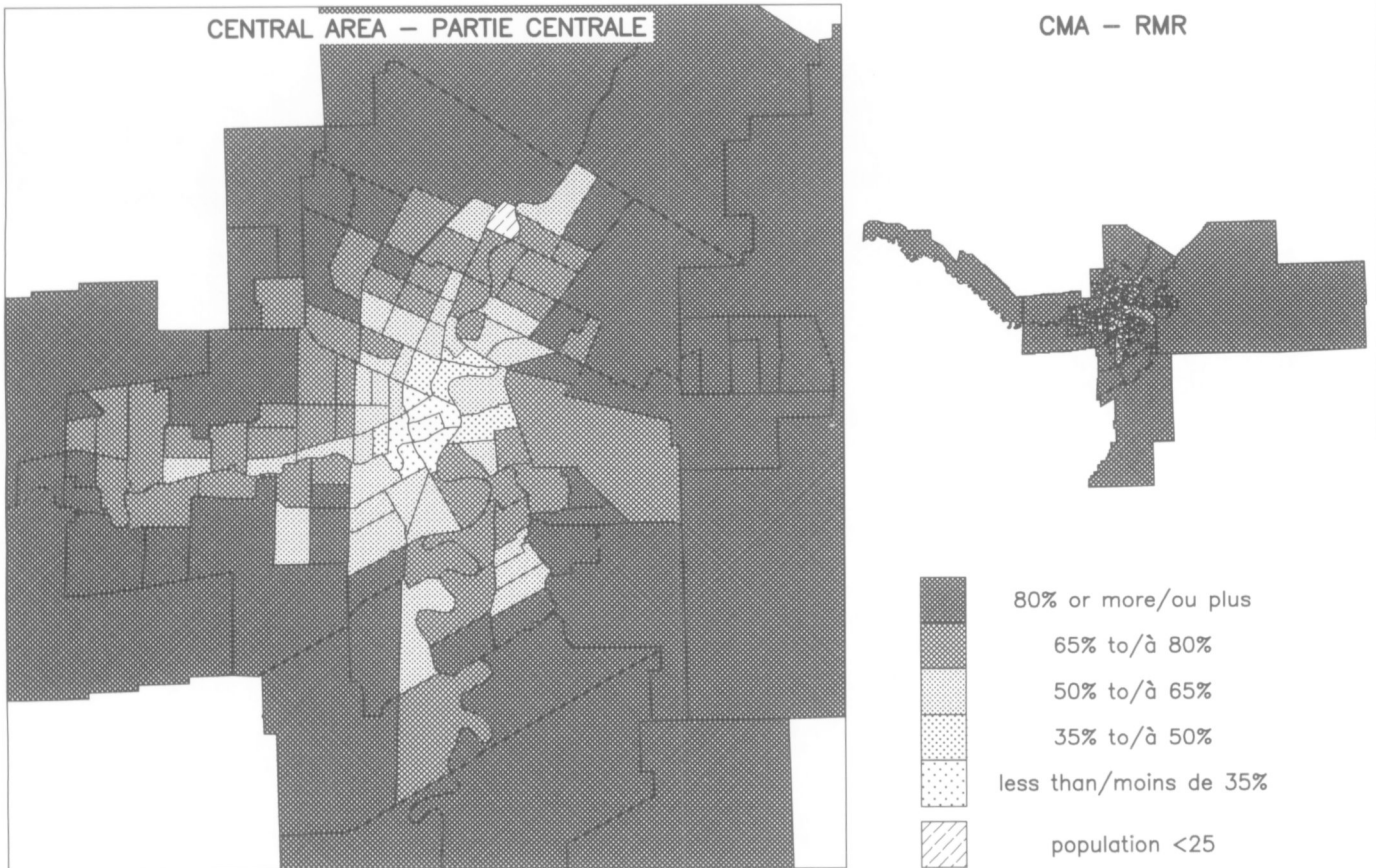 CENTRAL AREA – PARTIE CENTRALE
CMA – RMR
80% or more/ou plus
65% to/à 80%
50% to/à 65%
35% to/à 50%
less than/moins de 35%
population <25